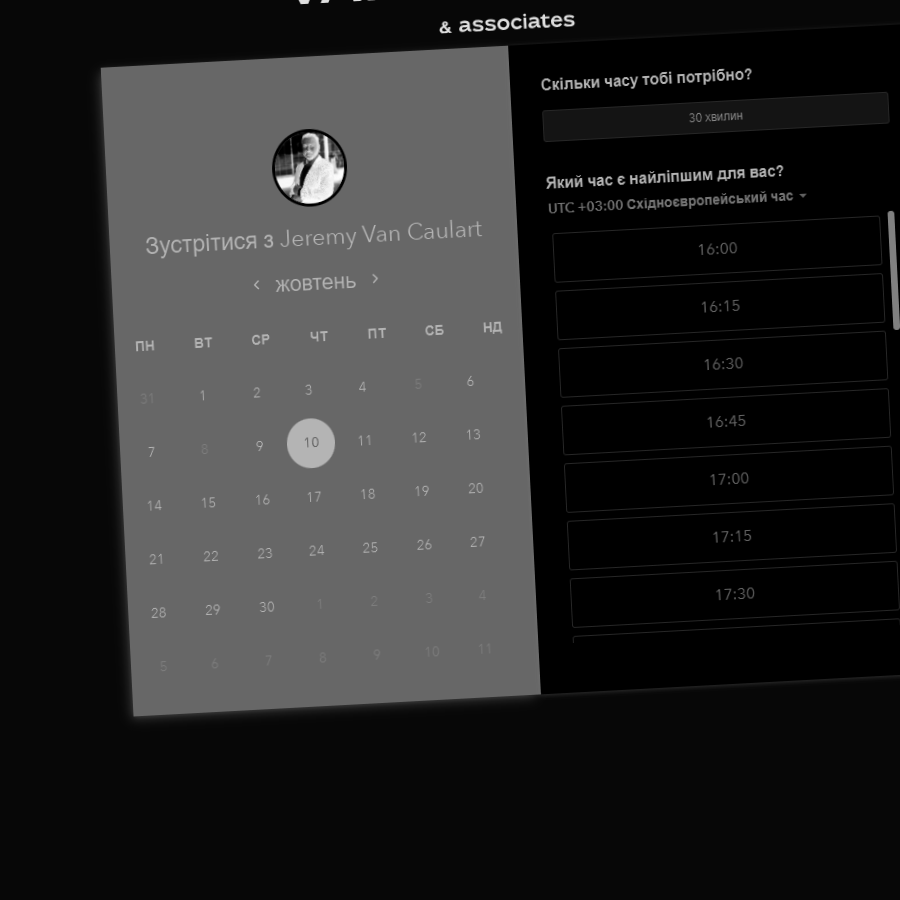 & associates
Зустрітися з Jeremy Van Caulart
‹ жовтень ›
ПН ВТ СР ЧТ ПТ СБ НД
31 1 2 3 4 5 6
7 8 9 10 11 12 13
14 15 16 17 18 19 20
21 22 23 24 25 26 27
28 29 30 1 2 3 4
5 6 7 8 9 10 11
Скільки часу тобі потрібно?
30 хвилин
Який час є найліпшим для вас?
UTC +03:00 Східноєвропейський час
16:00
16:15
16:30
16:45
17:00
17:15
17:30